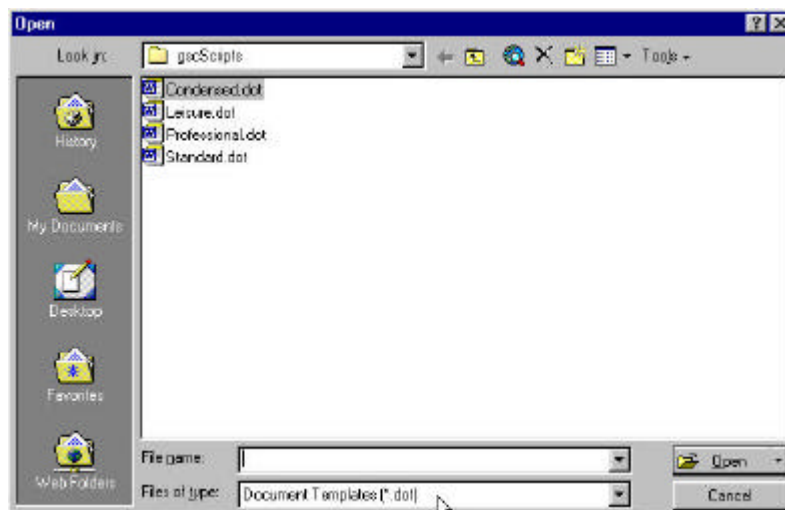 Open
Look in:
gscScripts
Tools
Condensed.dot
Leisure.dot
Professional.dot
Standard.dot
History
My Documents
Desktop
Favorites
Web Folders
File name:
Open
Files of type:
Document Templates (*.dot)
Cancel